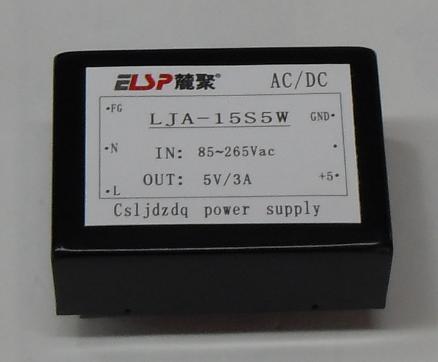 ELSP 麓聚® AC/DC
·FG LJA-15S5W GND·
·N IN: 85~265Vac ·
·L OUT: 5V/3A +5·
Csljdzdq power supply